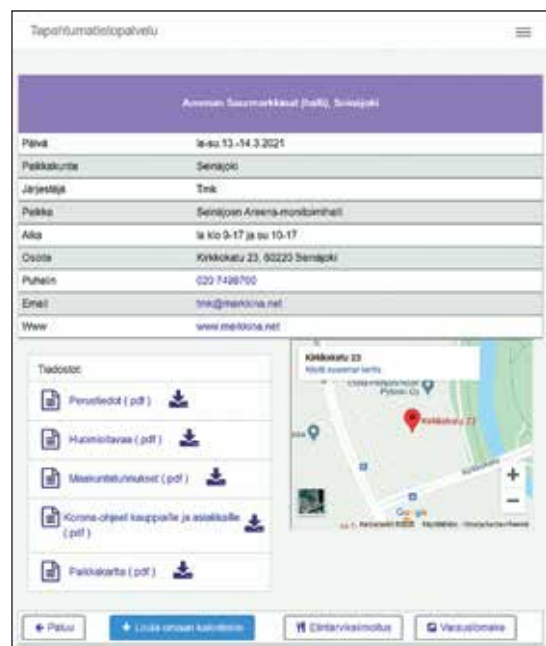 Tapahtumatietopalvelu
Areenan Suurmarkkinat (halli), Seinäjoki
Päivä la-su 13.-14.3.2021
Paikkakunta Seinäjoki
Järjestäjä Tmk
Paikka Seinäjoen Areena-monitoimihalli
Aika la klo 9-17 ja su 10-17
Osoite Kirkkokatu 23, 60220 Seinäjoki
Puhelin 020 7498700
Email tmk@markkina.net
Www www.markkina.net
Tiedostot:
Perustiedot ( pdf )
Huomioitavaa ( pdf )
Maakuntatunnukset ( pdf )
Korona-ohjeet kauppiaille ja asiakkaille
( pdf )
Paikkakartta ( pdf )
Kirkkokatu 23
Näytä suurempi kartta
Kirkkokatu 23
Kirkkokatu
+
−
Google
Paluu
Lisää omaan kalenteriin
Elintarvikeilmoitus
Varauslomake